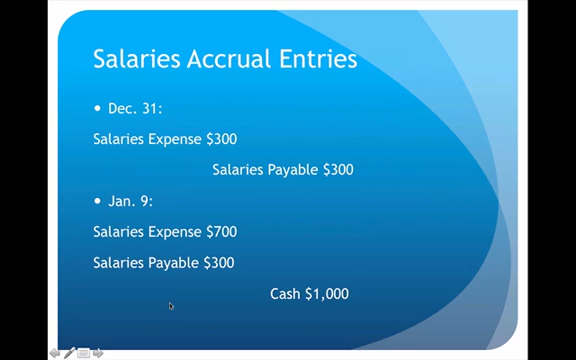 Salaries Accrual Entries
• Dec. 31:
Salaries Expense $300
Salaries Payable $300
• Jan. 9:
Salaries Expense $700
Salaries Payable $300
Cash $1,000